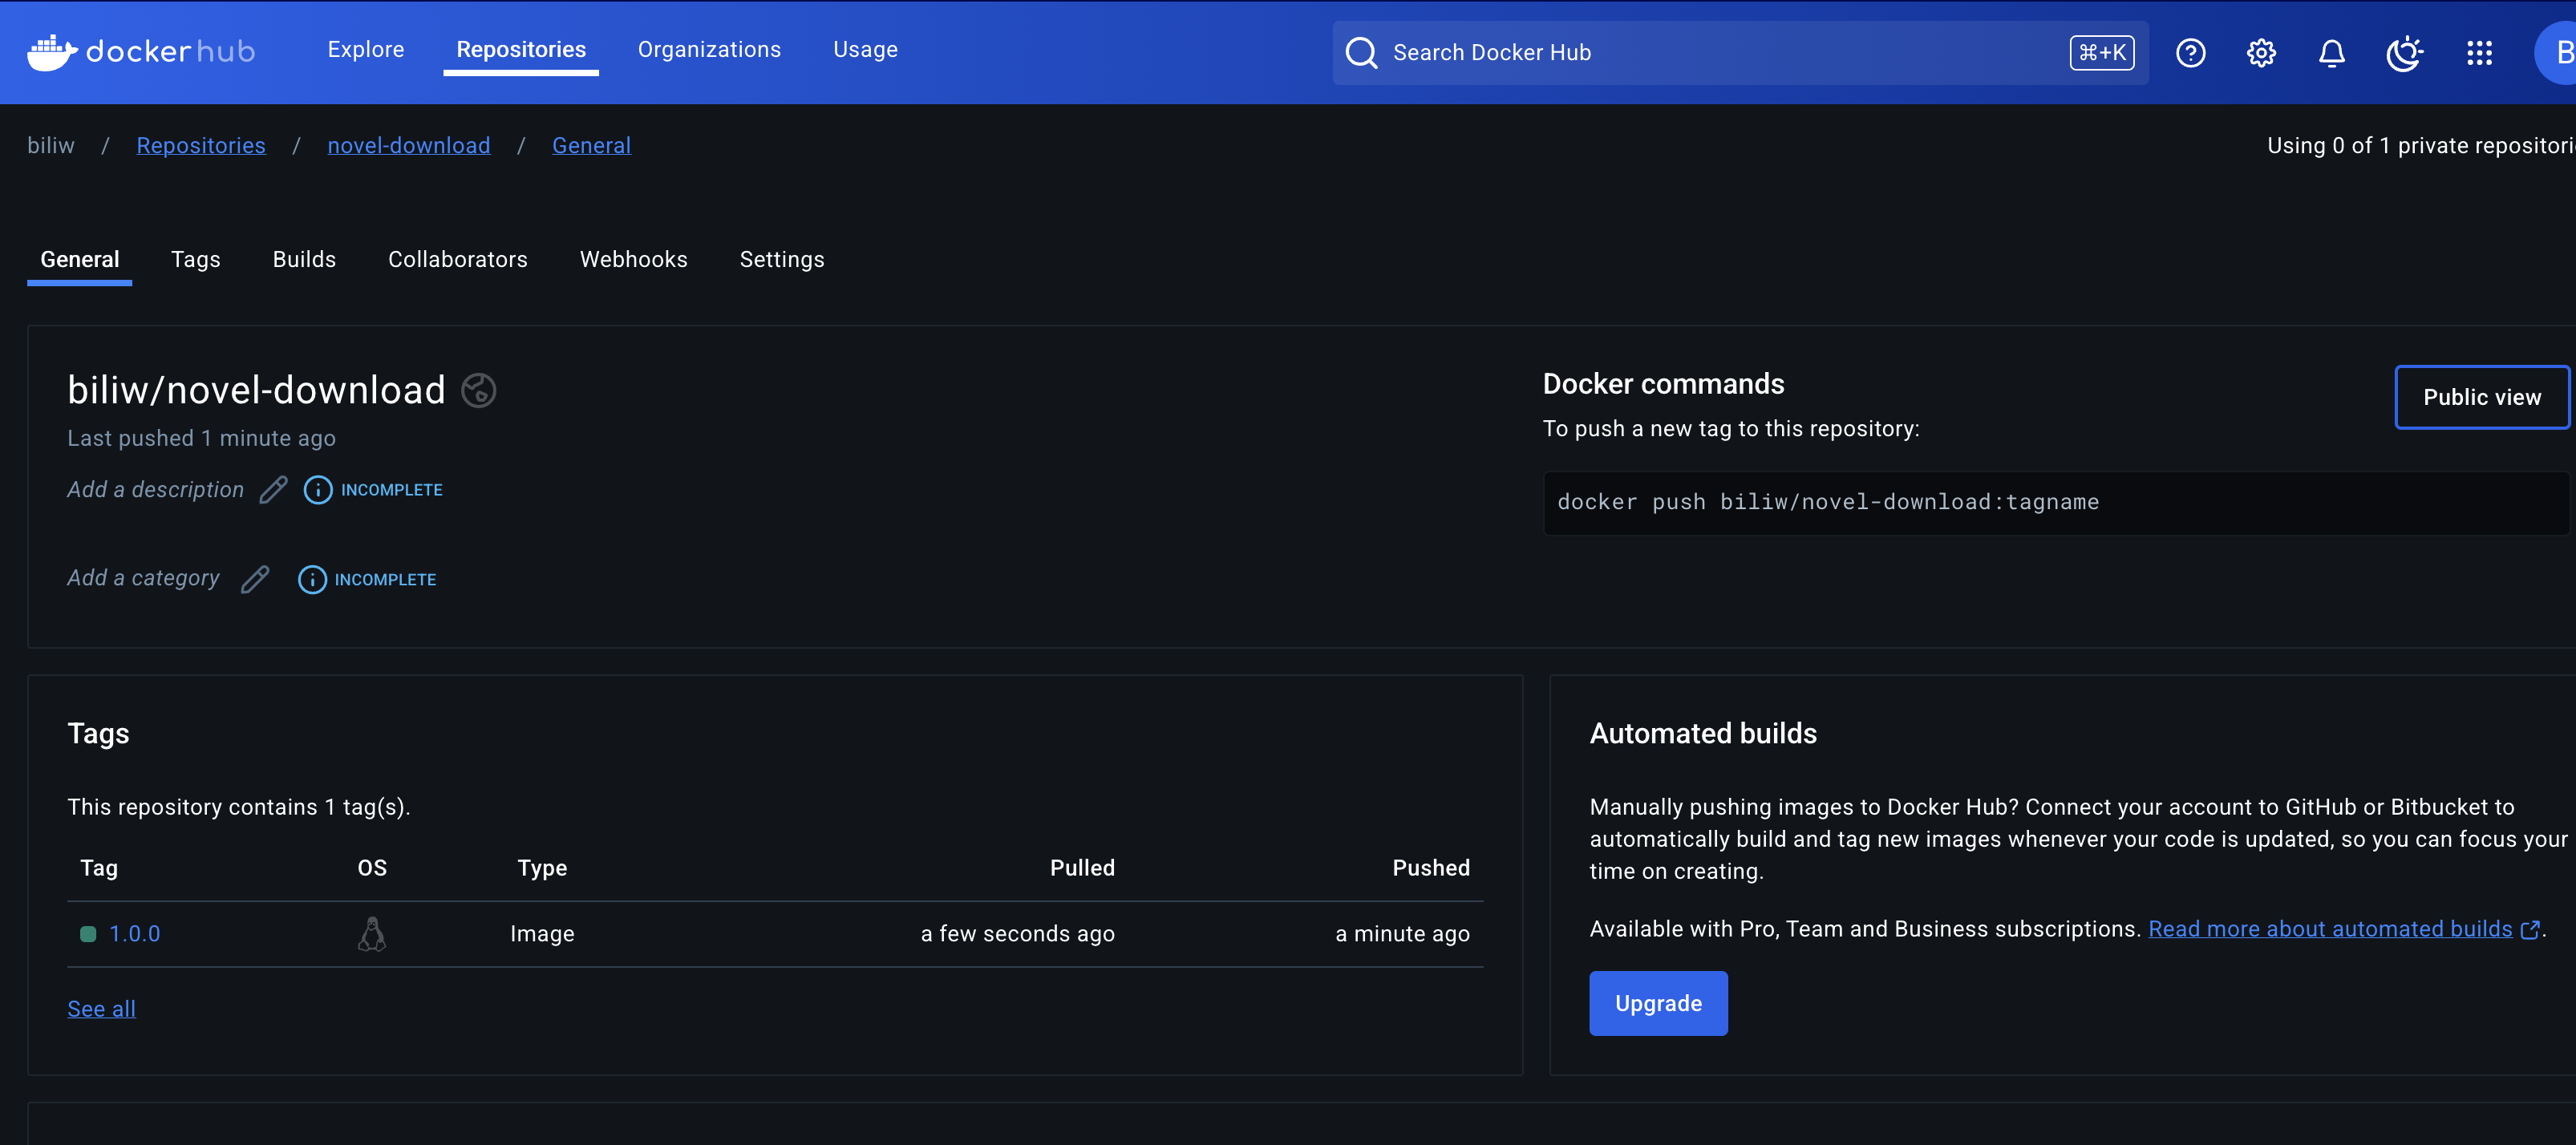 dockerhub Explore Repositories Organizations Usage Search Docker Hub ⌘+K B
biliw / Repositories / novel-download / General Using 0 of 1 private repositori
General Tags Builds Collaborators Webhooks Settings
biliw/novel-download
Last pushed 1 minute ago
Add a description INCOMPLETE
Add a category INCOMPLETE
Docker commands
Public view
To push a new tag to this repository:
docker push biliw/novel-download:tagname
Tags
This repository contains 1 tag(s).
Tag OS Type Pulled Pushed
1.0.0 Image a few seconds ago a minute ago
See all
Automated builds
Manually pushing images to Docker Hub? Connect your account to GitHub or Bitbucket to
automatically build and tag new images whenever your code is updated, so you can focus your
time on creating.
Available with Pro, Team and Business subscriptions. Read more about automated builds .
Upgrade